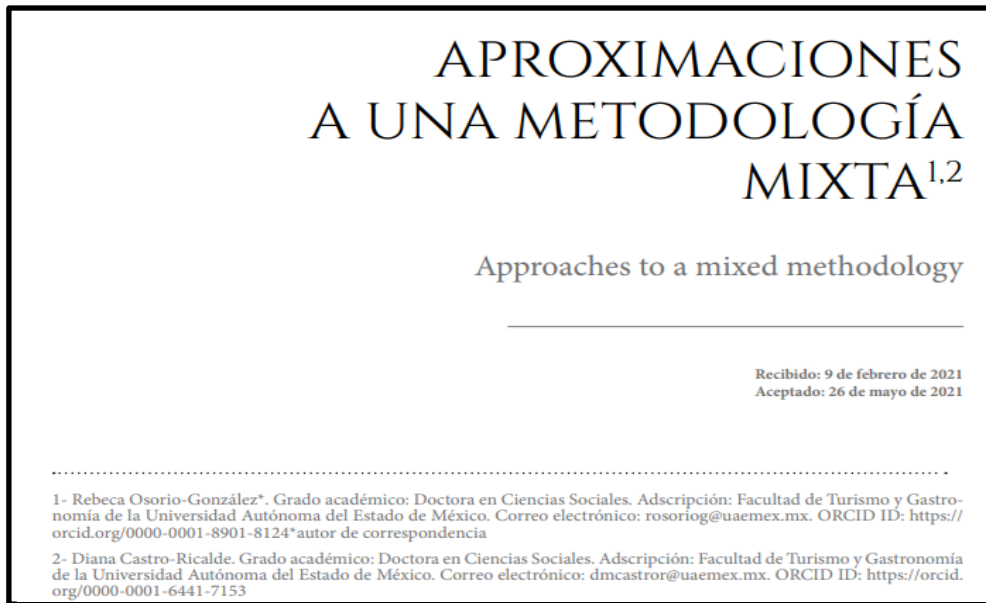 APROXIMACIONES
A UNA METODOLOGÍA
MIXTA1,2
Approaches to a mixed methodology
Recibido: 9 de febrero de 2021
Aceptado: 26 de mayo de 2021
1- Rebeca Osorio-González*. Grado académico: Doctora en Ciencias Sociales. Adscripción: Facultad de Turismo y Gastro-
nomía de la Universidad Autónoma del Estado de México. Correo electrónico: rosoriog@uaemex.mx. ORCID ID: https://
orcid.org/0000-0001-8901-8124*autor de correspondencia
2- Diana Castro-Ricalde. Grado académico: Doctora en Ciencias Sociales. Adscripción: Facultad de Turismo y Gastronomía
de la Universidad Autónoma del Estado de México. Correo electrónico: dmcastror@uaemex.mx. ORCID ID: https://orcid.
org/0000-0001-6441-7153